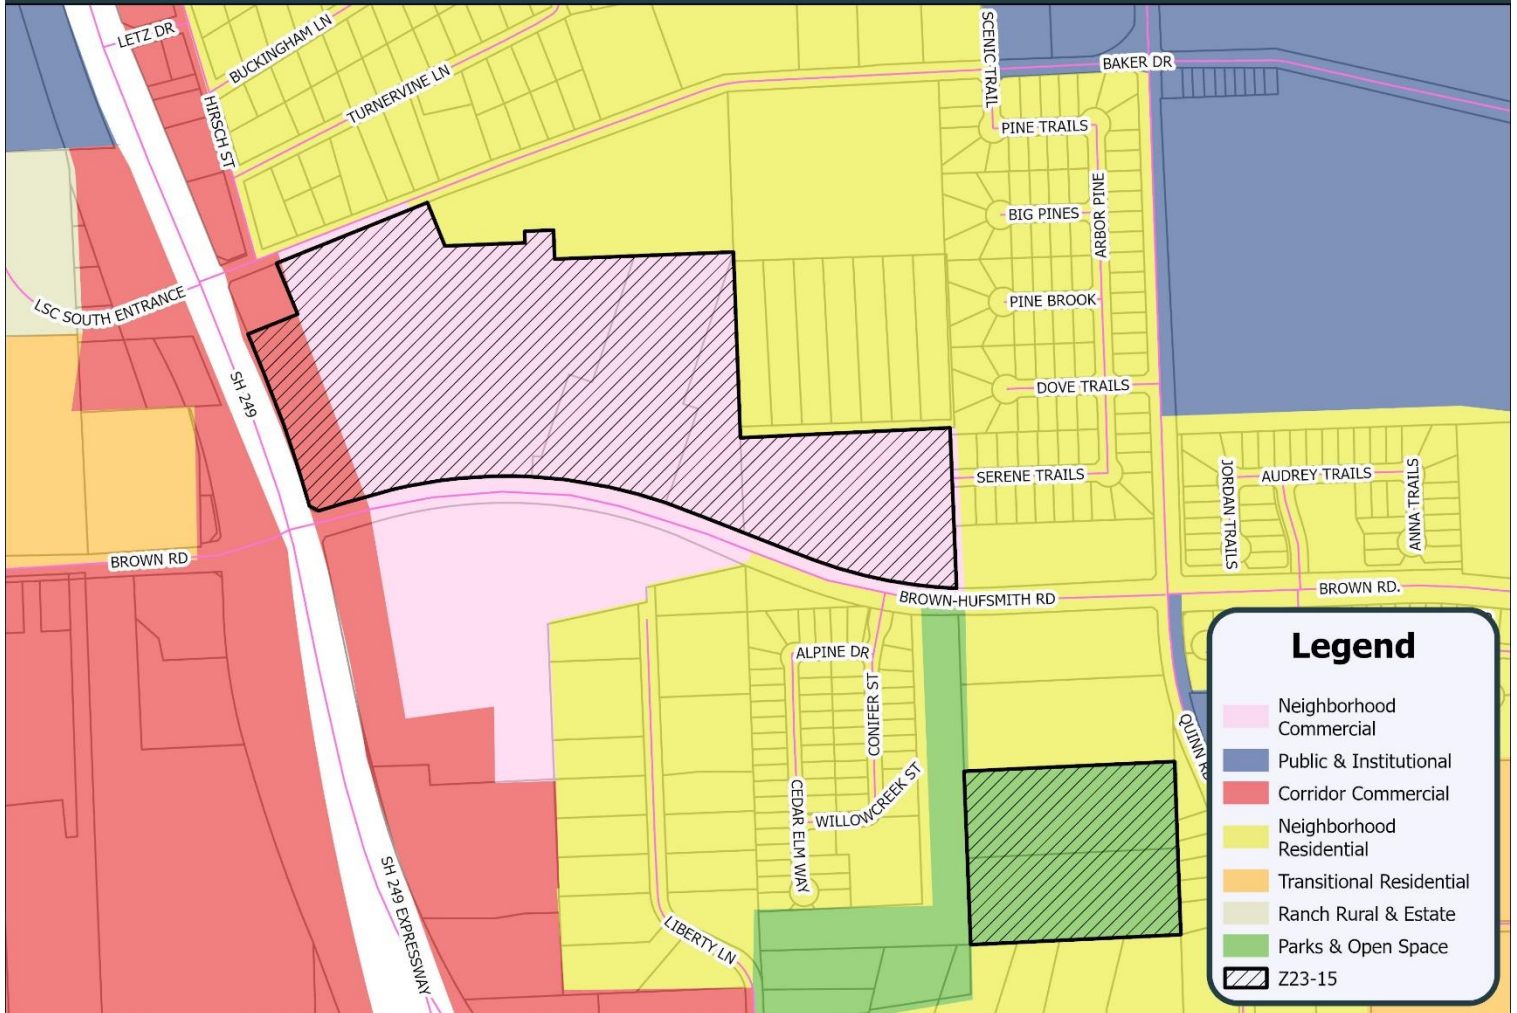 LETZ DR
BUCKINGHAM LN
TURNERVINE LN
HIRSCH ST
SCENIC TRAIL
BAKER DR
PINE TRAILS
ARBOR PINE
BIG PINES
PINE BROOK
DOVE TRAILS
SERENE TRAILS
LSC SOUTH ENTRANCE
SH 249
JORDAN TRAILS
AUDREY TRAILS
ANNA TRAILS
BROWN RD
BROWN-HUFSMITH RD
BROWN RD.
ALPINE DR
CONIFER ST
CEDAR ELM WAY
WILLOWCREEK ST
QUINN RD
LIBERTY LN
SH 249 EXPRESSWAY
Legend
Neighborhood
Commercial
Public & Institutional
Corridor Commercial
Neighborhood
Residential
Transitional Residential
Ranch Rural & Estate
Parks & Open Space
Z23-15